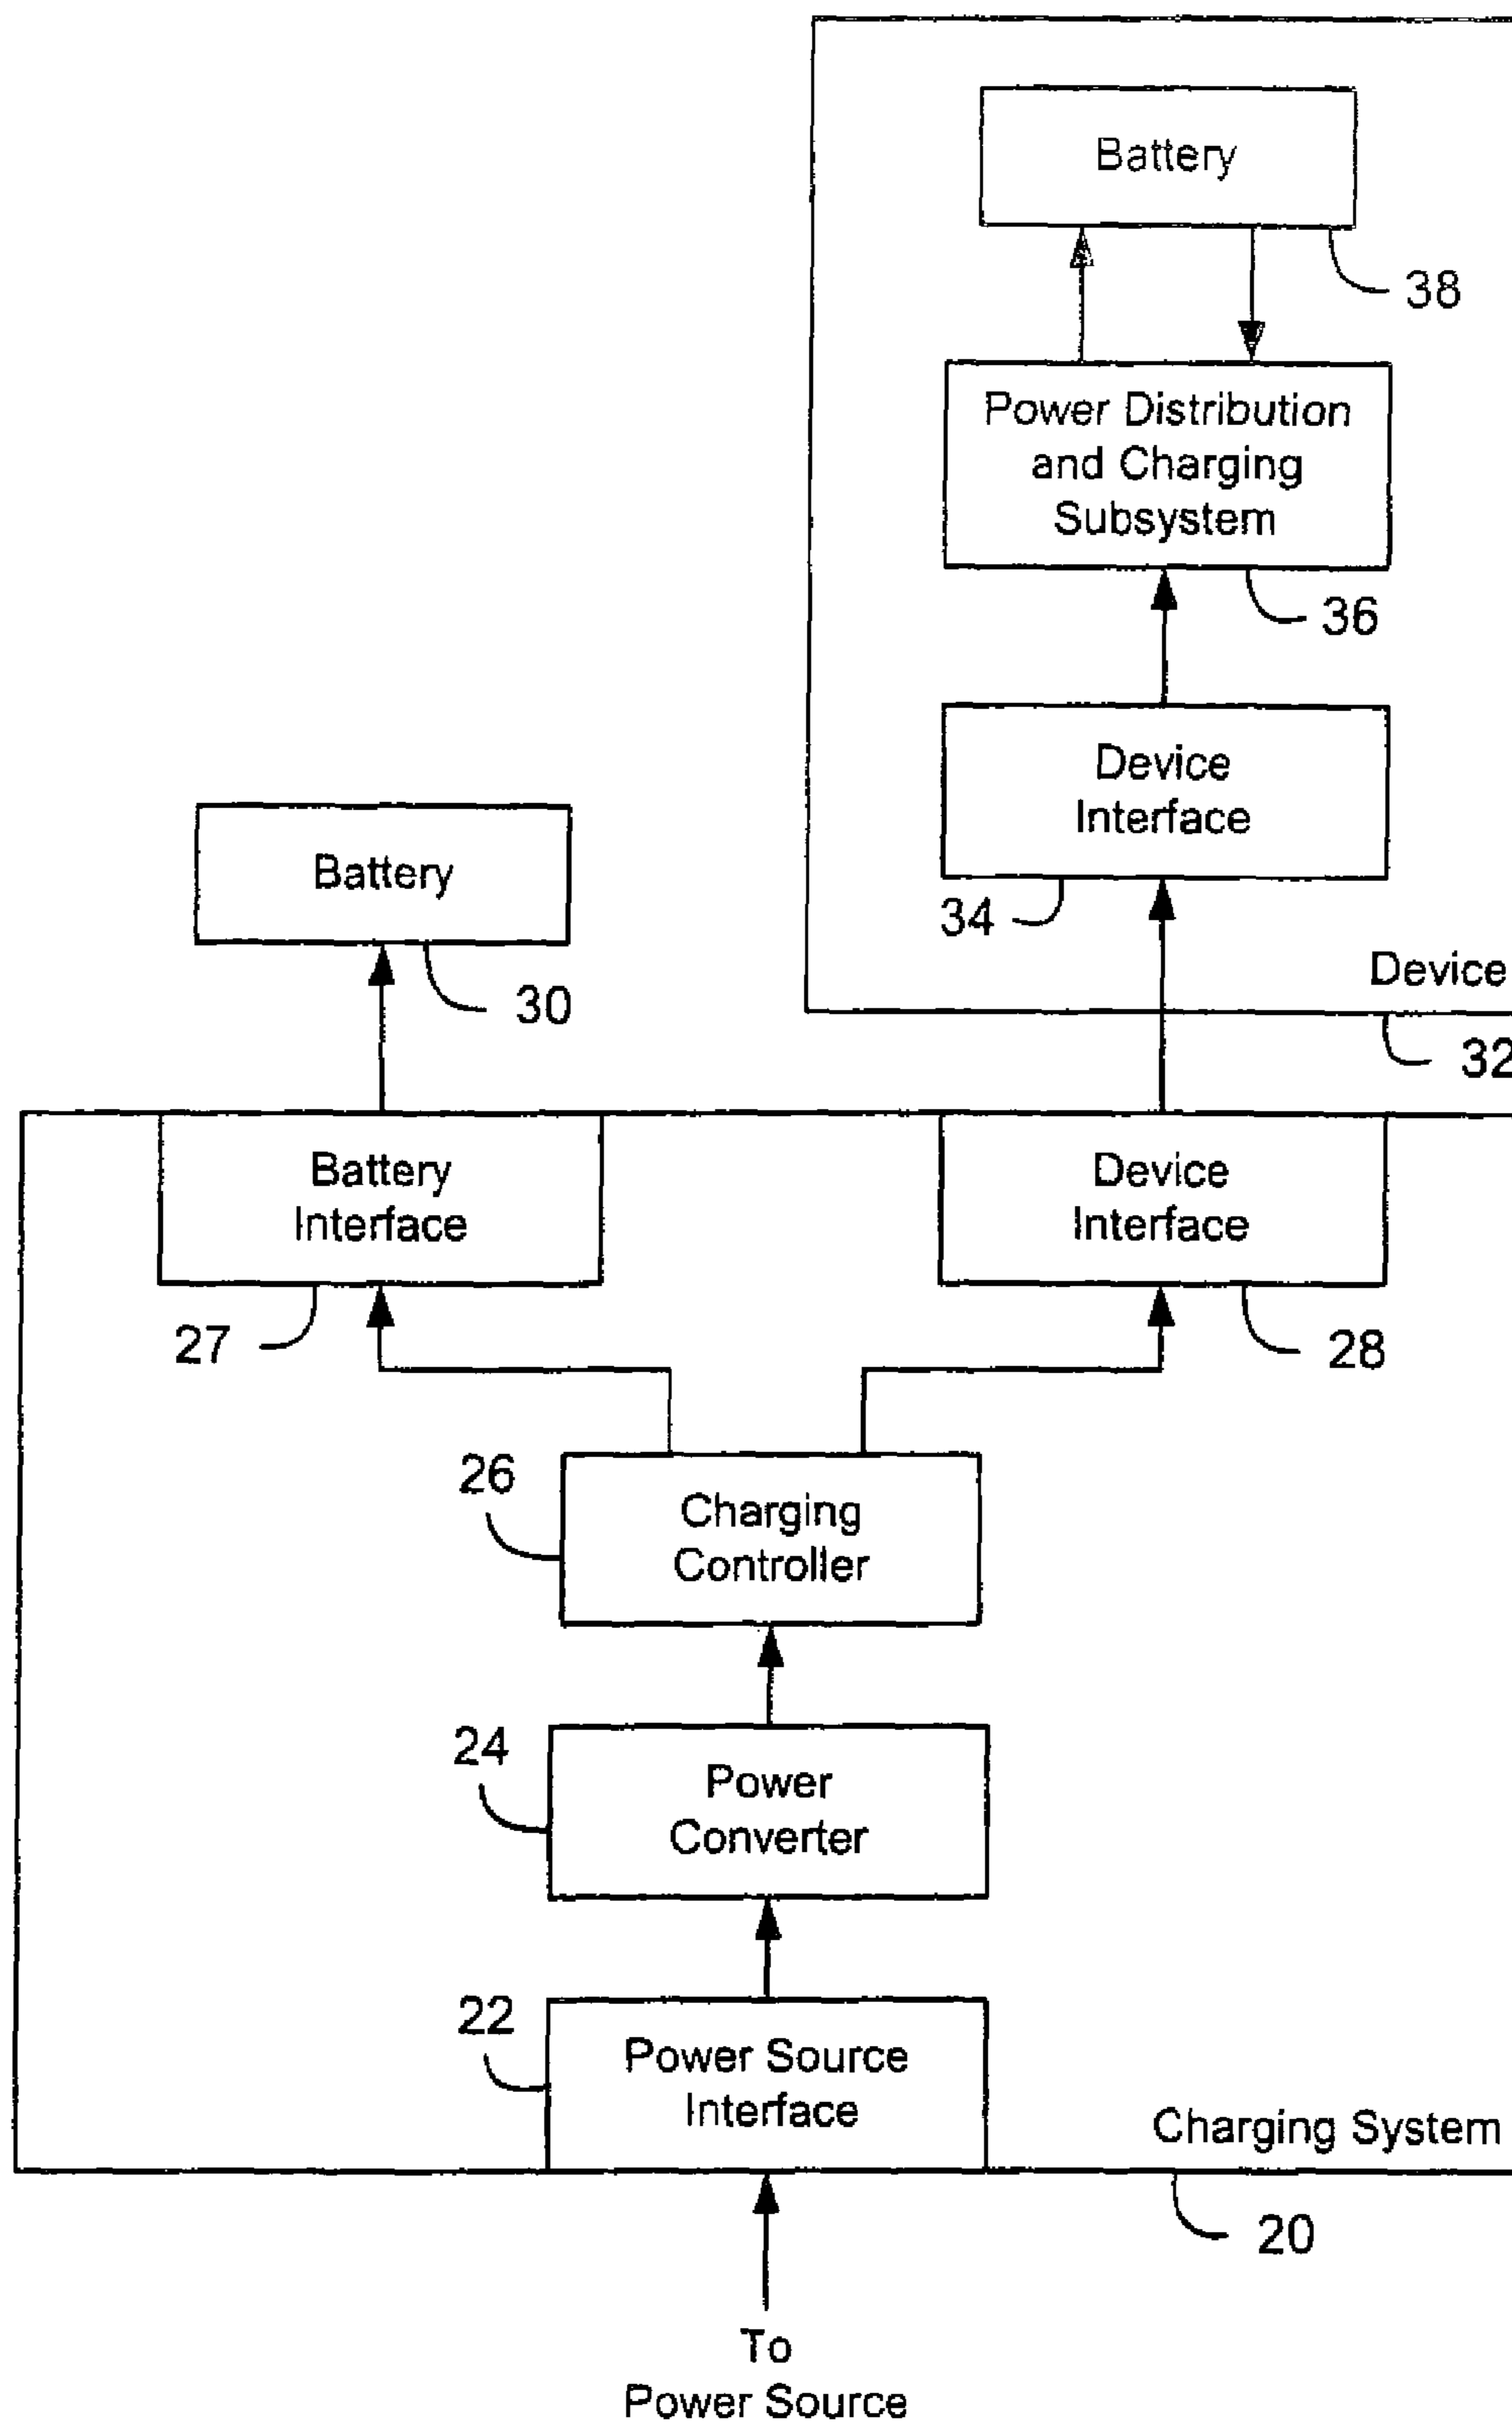 Battery
38
Power Distribution
and Charging
Subsystem
36
Device
Interface
34
Device
32
Battery
30
Battery
Interface
27
Device
Interface
28
26
Charging
Controller
24
Power
Converter
22
Power Source
Interface
Charging System
20
To
Power Source